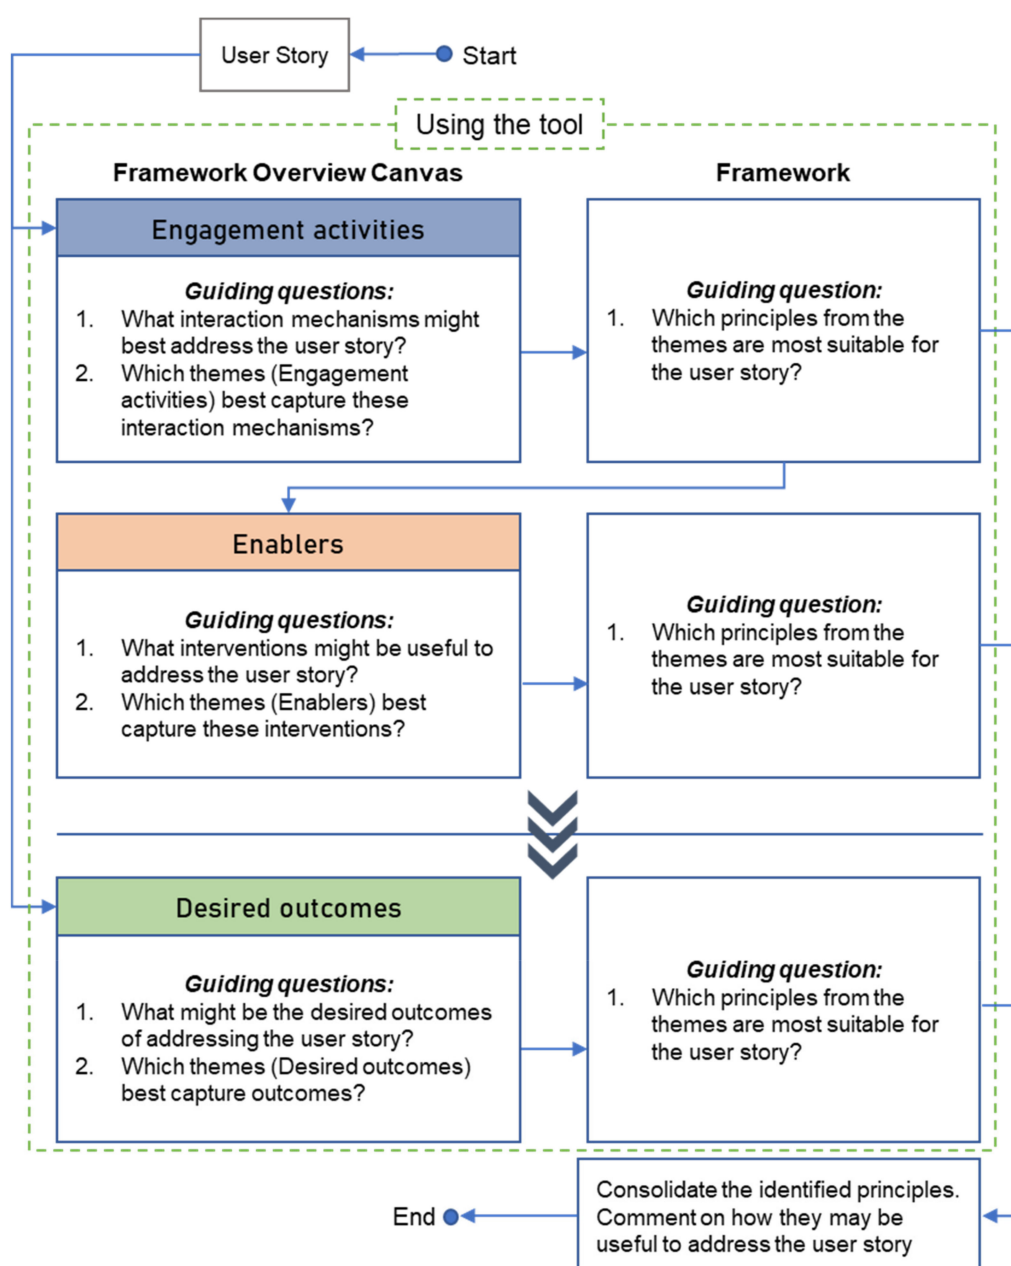 User Story
Start
Using the tool
Framework Overview Canvas
Framework
Engagement activities
Guiding questions:
1. What interaction mechanisms might
best address the user story?
2. Which themes (Engagement
activities) best capture these
interaction mechanisms?
Guiding question:
1. Which principles from the
themes are most suitable for
the user story?
Enablers
Guiding questions:
1. What interventions might be useful to
address the user story?
2. Which themes (Enablers) best
capture these interventions?
Guiding question:
1. Which principles from the
themes are most suitable for
the user story?
Desired outcomes
Guiding questions:
1. What might be the desired outcomes
of addressing the user story?
2. Which themes (Desired outcomes)
best capture outcomes?
Guiding question:
1. Which principles from the
themes are most suitable for
the user story?
End
Consolidate the identified principles.
Comment on how they may be
useful to address the user story